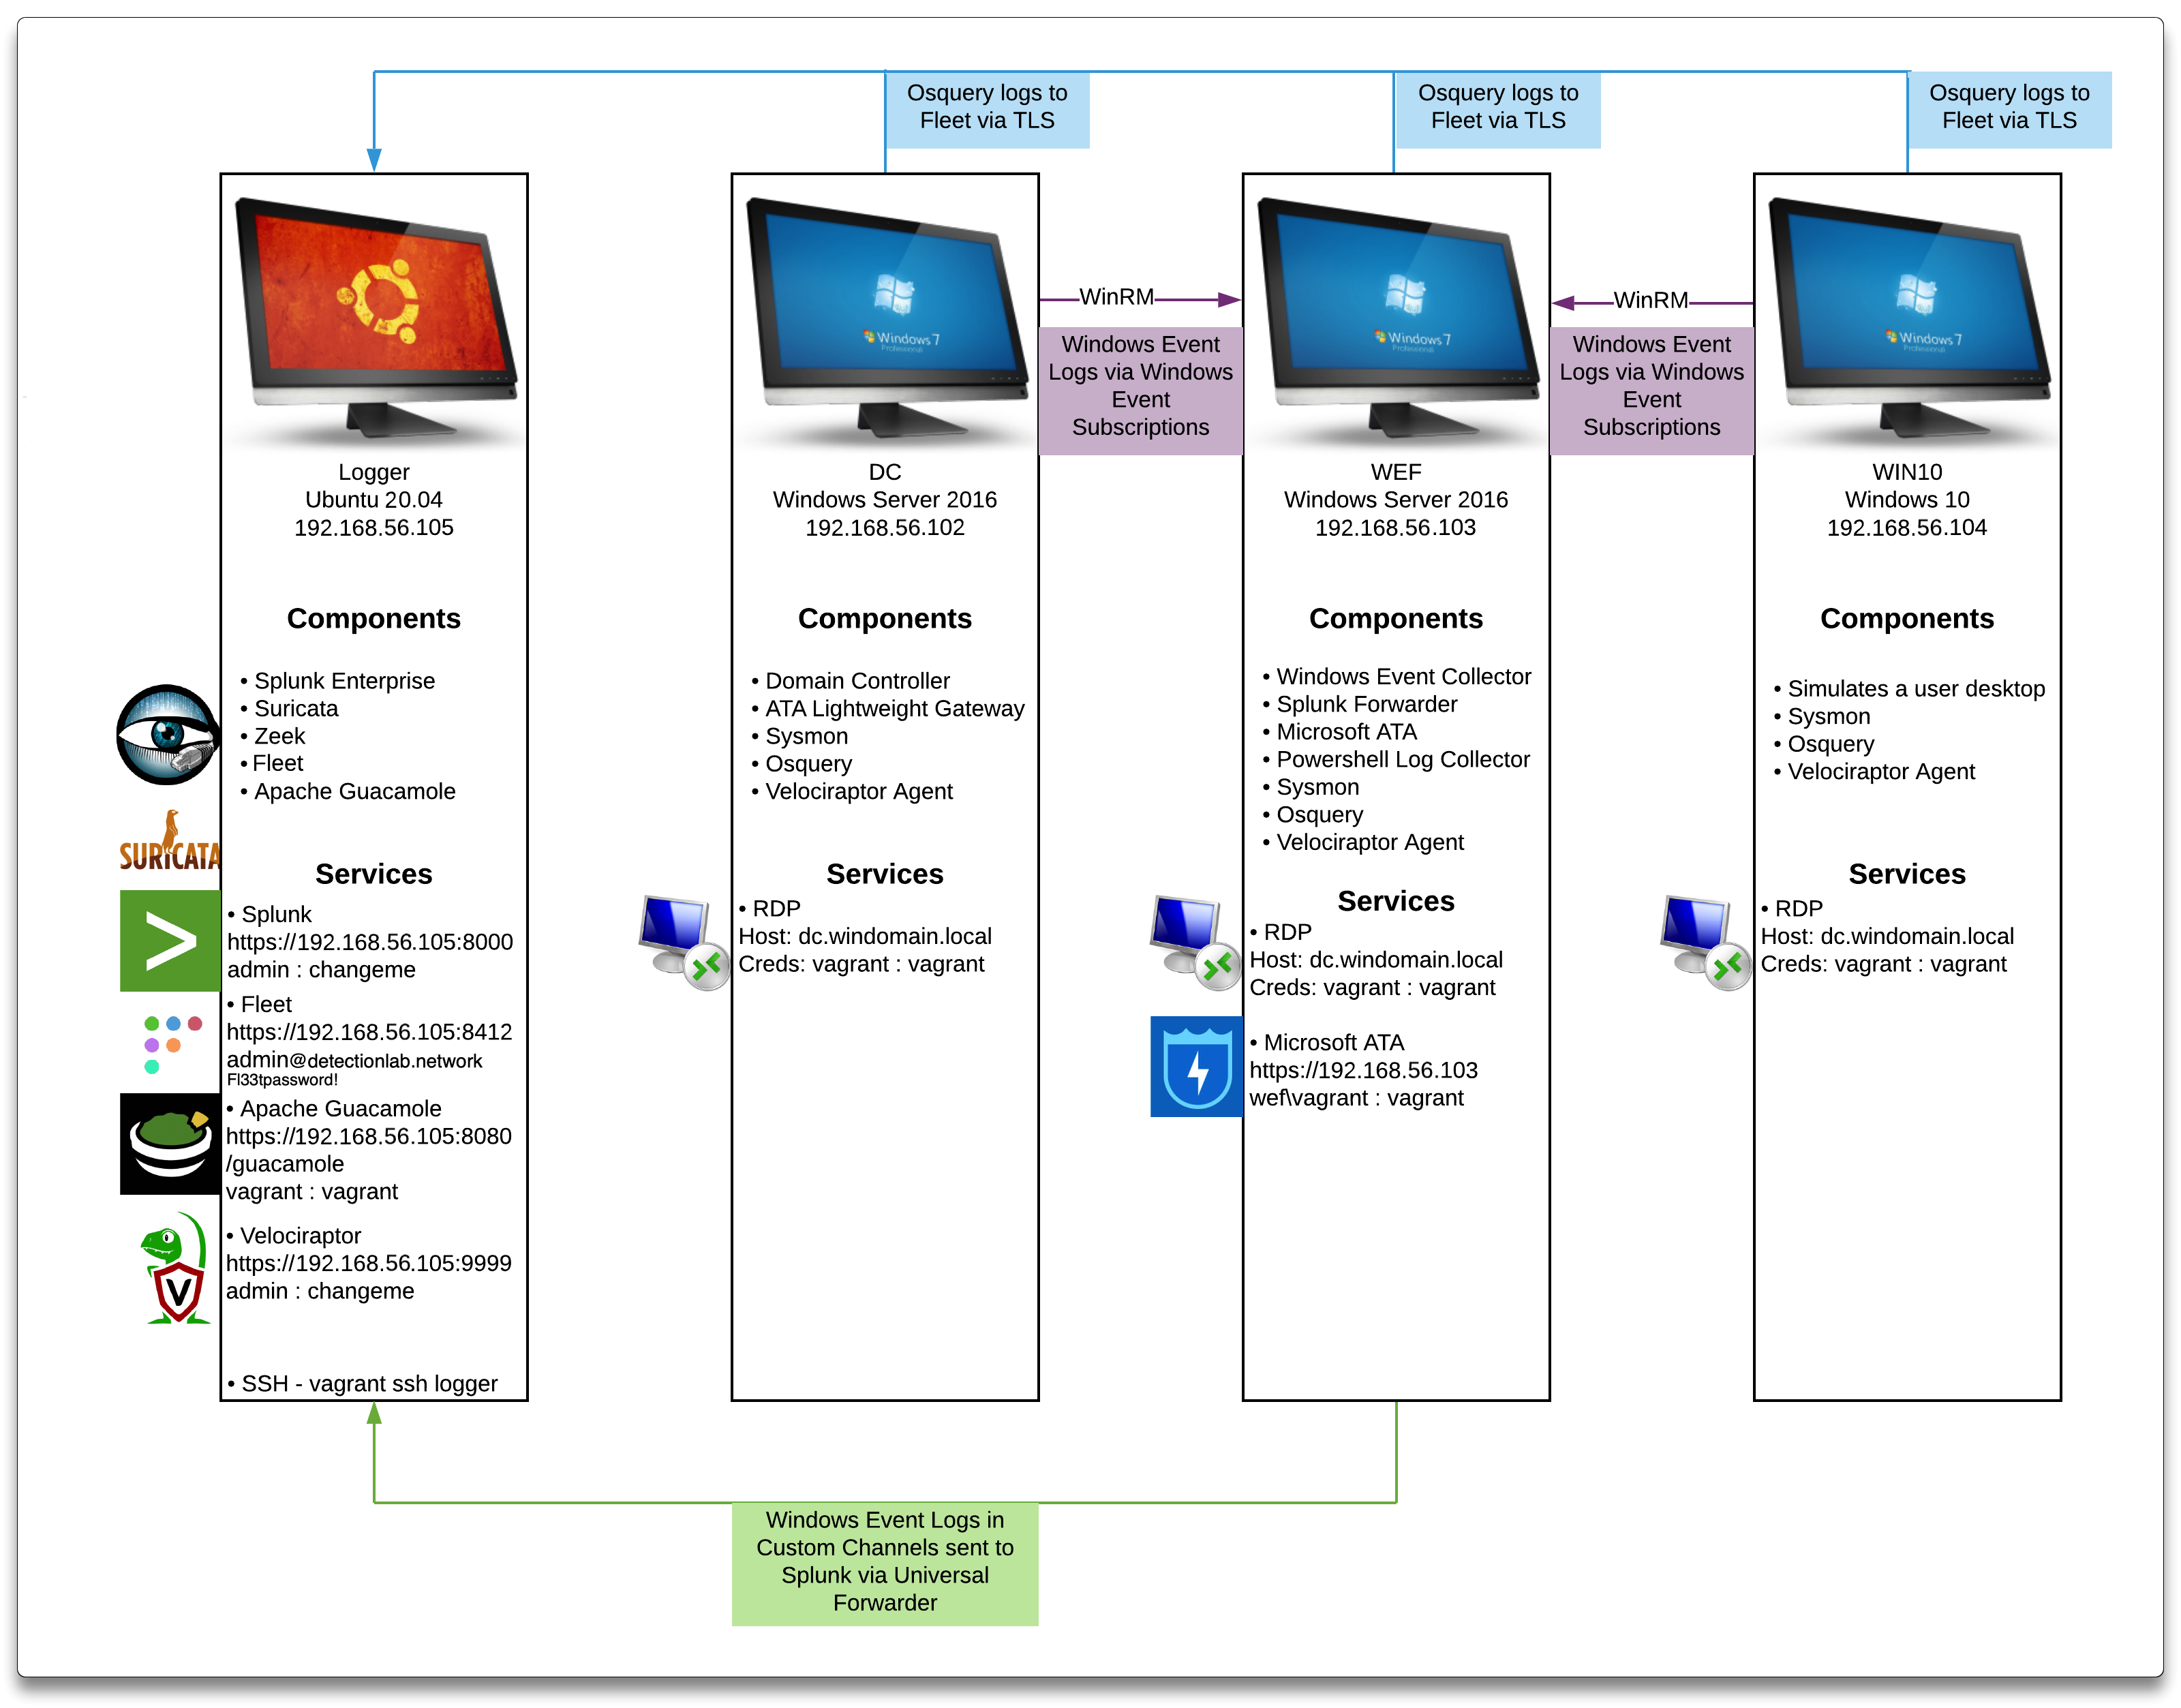 Osquery logs to
Fleet via TLS
Osquery logs to
Fleet via TLS
Osquery logs to
Fleet via TLS
Windows 7
Professional
Windows 7
Professional
Windows 7
Professional
WinRM
Windows Event
Logs via Windows
Event
Subscriptions
WinRM
Windows Event
Logs via Windows
Event
Subscriptions
Logger
Ubuntu 20.04
192.168.56.105
Components
• Splunk Enterprise
• Suricata
• Zeek
• Fleet
• Apache Guacamole
SURICATA
Services
>
• Splunk
https://192.168.56.105:8000
admin : changeme
• Fleet
https://192.168.56.105:8412
admin@detectionlab.network
Fl33tpassword!
• Apache Guacamole
https://192.168.56.105:8080
/guacamole
vagrant : vagrant
V
• Velociraptor
https://192.168.56.105:9999
admin : changeme
• SSH - vagrant ssh logger
DC
Windows Server 2016
192.168.56.102
Components
• Domain Controller
• ATA Lightweight Gateway
• Sysmon
• Osquery
• Velociraptor Agent
Services
• RDP
Host: dc.windomain.local
Creds: vagrant : vagrant
WEF
Windows Server 2016
192.168.56.103
Components
• Windows Event Collector
• Splunk Forwarder
• Microsoft ATA
• Powershell Log Collector
• Sysmon
• Osquery
• Velociraptor Agent
Services
• RDP
Host: dc.windomain.local
Creds: vagrant : vagrant
• Microsoft ATA
https://192.168.56.103
wef\vagrant : vagrant
WIN10
Windows 10
192.168.56.104
Components
• Simulates a user desktop
• Sysmon
• Osquery
• Velociraptor Agent
Services
• RDP
Host: dc.windomain.local
Creds: vagrant : vagrant
Windows Event Logs in
Custom Channels sent to
Splunk via Universal
Forwarder